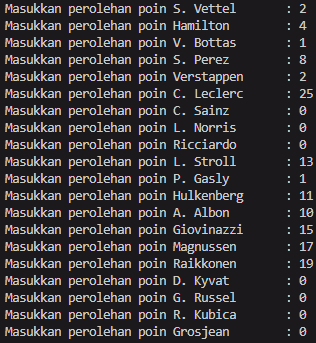 Masukkan perolehan poin S. Vettel : 2
Masukkan perolehan poin Hamilton : 4
Masukkan perolehan poin V. Bottas : 1
Masukkan perolehan poin S. Perez : 8
Masukkan perolehan poin Verstappen : 2
Masukkan perolehan poin C. Leclerc : 25
Masukkan perolehan poin C. Sainz : 0
Masukkan perolehan poin L. Norris : 0
Masukkan perolehan poin Ricciardo : 0
Masukkan perolehan poin L. Stroll : 13
Masukkan perolehan poin P. Gasly : 1
Masukkan perolehan poin Hulkenberg : 11
Masukkan perolehan poin A. Albon : 10
Masukkan perolehan poin Giovinazzi : 15
Masukkan perolehan poin Magnussen : 17
Masukkan perolehan poin Raikkonen : 19
Masukkan perolehan poin D. Kyvat : 0
Masukkan perolehan poin G. Russel : 0
Masukkan perolehan poin R. Kubica : 0
Masukkan perolehan poin Grosjean : 0